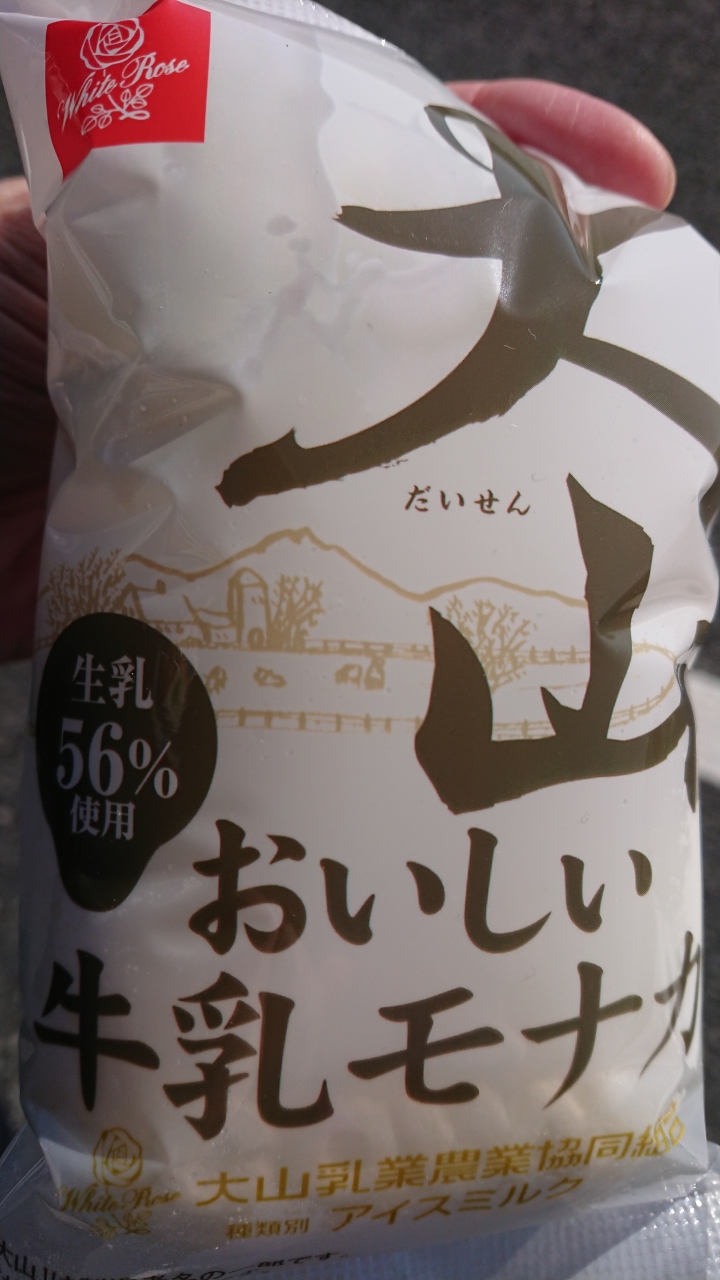 White Rose
大山
だいせん
生乳
56%
使用
おいしい
牛乳モナカ
White Rose
大山乳業農業協同組合
種類別 アイスミルク